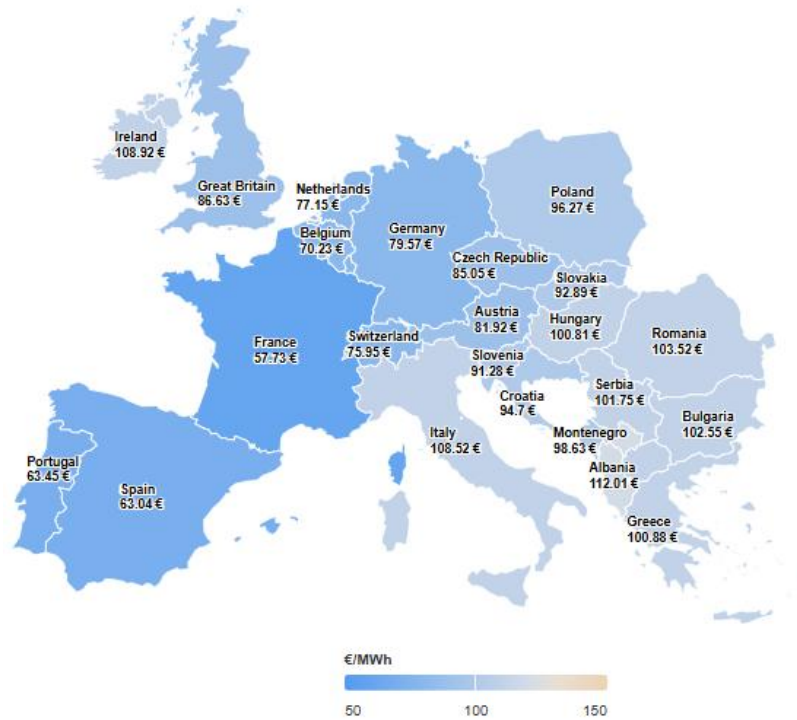 Ireland
108.92 €
Great Britain
86.63 €
Netherlands
77.15 €
Belgium
70.23 €
Germany
79.57 €
Poland
96.27 €
Czech Republic
85.05 €
Slovakia
92.89 €
Austria
81.92 €
Hungary
100.81 €
Romania
103.52 €
France
57.73 €
Switzerland
75.95 €
Slovenia
91.28 €
Croatia
94.7 €
Serbia
101.75 €
Bulgaria
102.55 €
Italy
108.52 €
Montenegro
98.63 €
Albania
112.01 €
Greece
100.88 €
Portugal
63.45 €
Spain
63.04 €
€/MWh
50 100 150